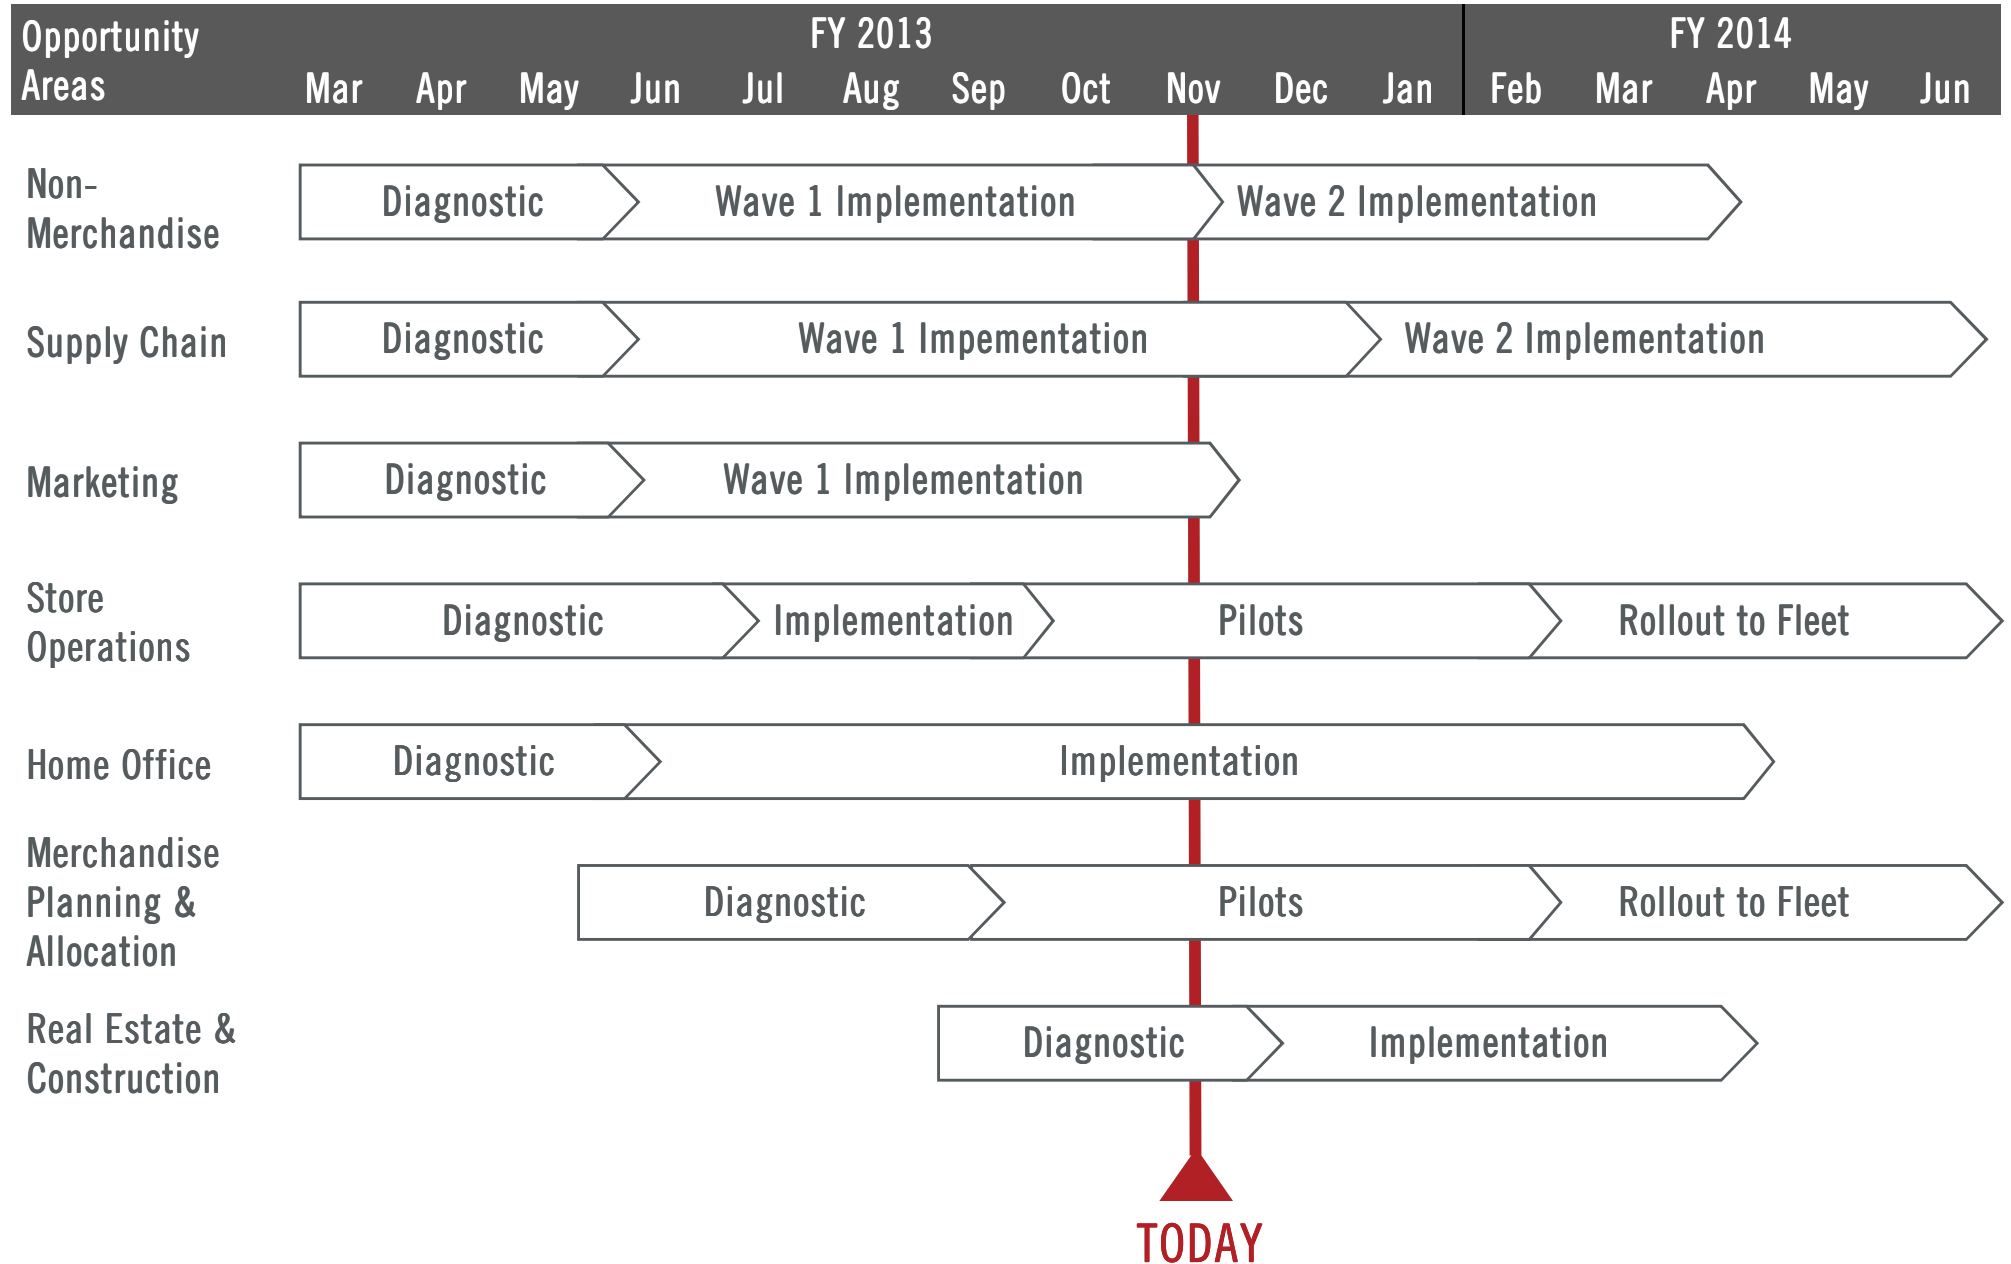 Opportunity
Areas
FY 2013
FY 2014
Mar Apr May Jun Jul Aug Sep Oct Nov Dec Jan Feb Mar Apr May Jun
Non-
Merchandise
Diagnostic Wave 1 Implementation Wave 2 Implementation
Supply Chain
Diagnostic Wave 1 Impementation Wave 2 Implementation
Marketing
Diagnostic Wave 1 Implementation
Store
Operations
Diagnostic Implementation Pilots Rollout to Fleet
Home Office
Diagnostic Implementation
Merchandise
Planning &
Allocation
Diagnostic Pilots Rollout to Fleet
Real Estate &
Construction
Diagnostic Implementation
TODAY